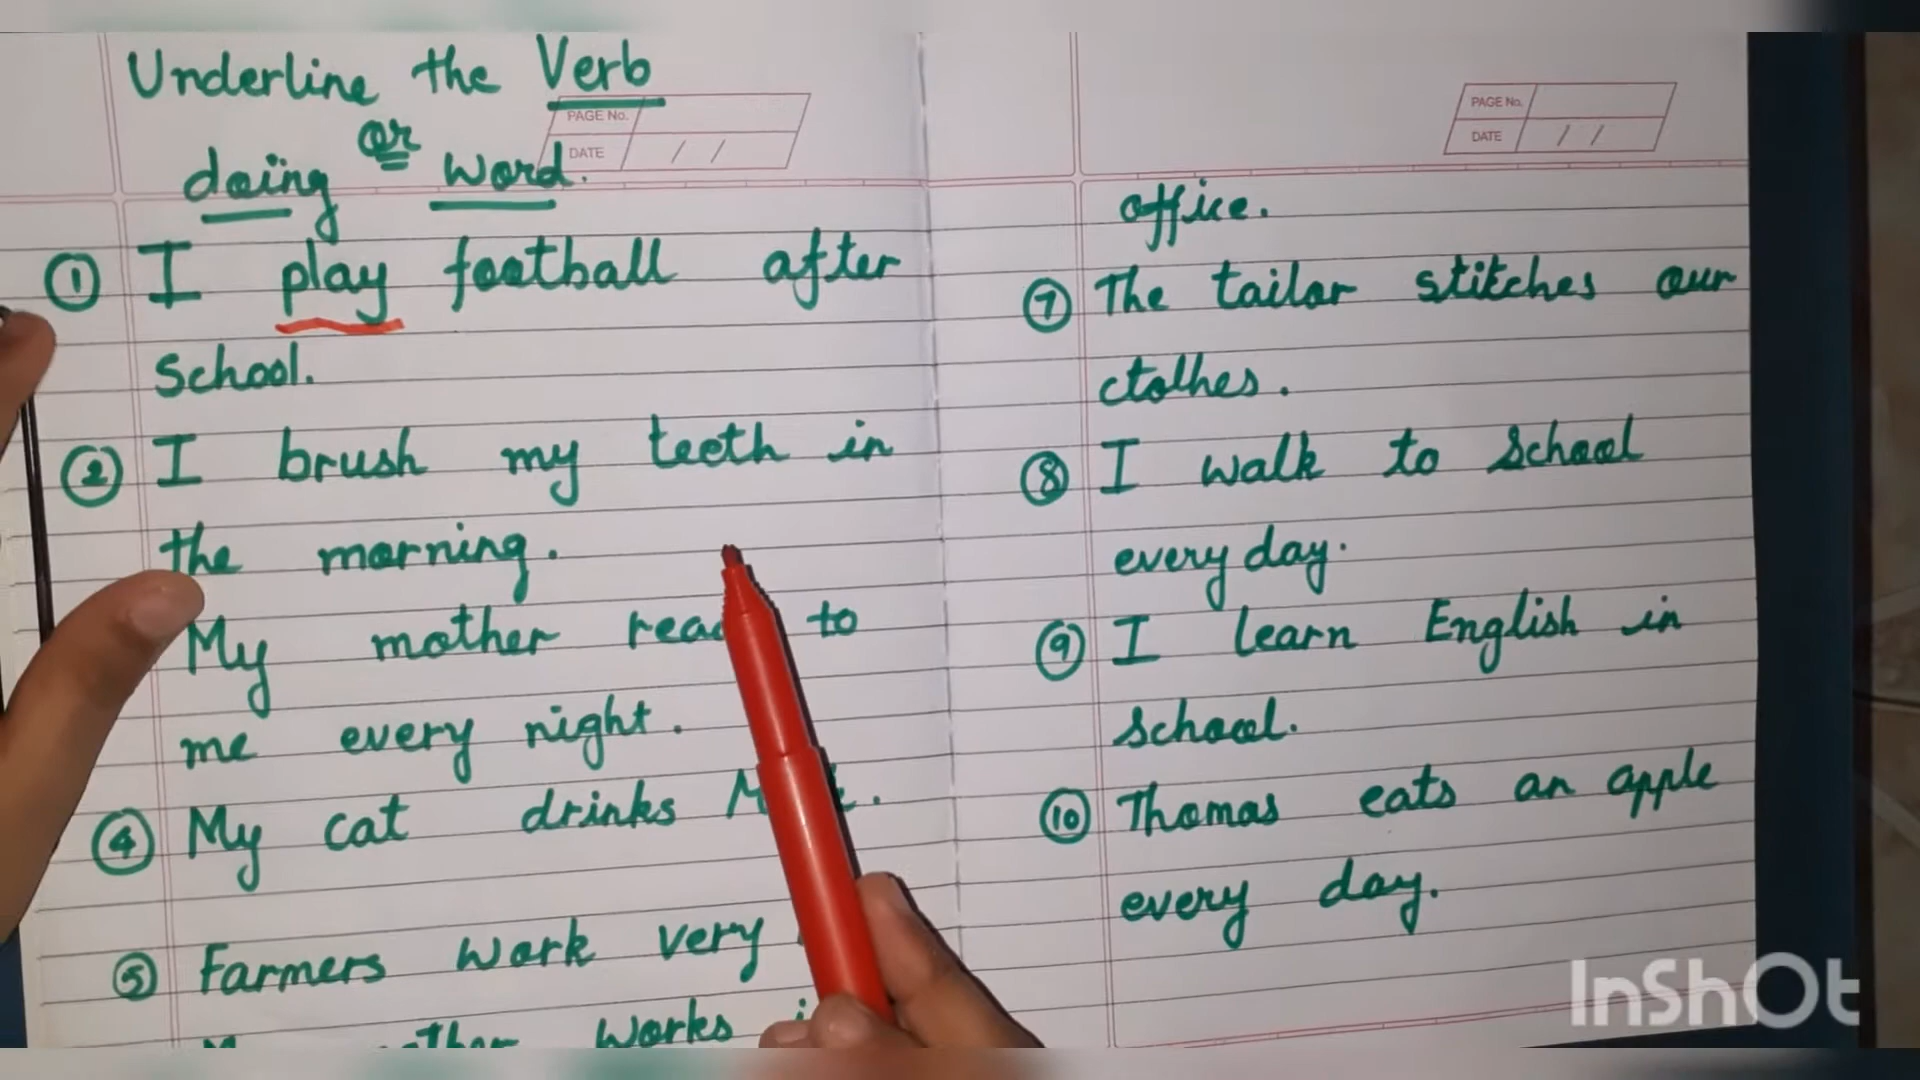 Underline the Verb
or
doing word.
PAGE No.
DATE / /
① I play football after
School.
② I brush my teeth in
the morning.
My mother to
me every night.
④ My cat drinks
⑤ Farmers work very
works
PAGE No.
DATE / /
office.
⑦ The tailor stitches our
ctolhes.
⑧ I walk to School
every day.
⑨ I learn English in
school.
⑩ Thomas eats an apple
every day.
InShOt